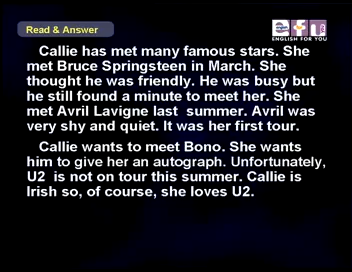 Read & Answer
efu
ENGLISH FOR YOU
Callie has met many famous stars. She
met Bruce Springsteen in March. She
thought he was friendly. He was busy but
he still found a minute to meet her. She
met Avril Lavigne last summer. Avril was
very shy and quiet. It was her first tour.
Callie wants to meet Bono. She wants
him to give her an autograph. Unfortunately,
U2 is not on tour this summer. Callie is
Irish so, of course, she loves U2.